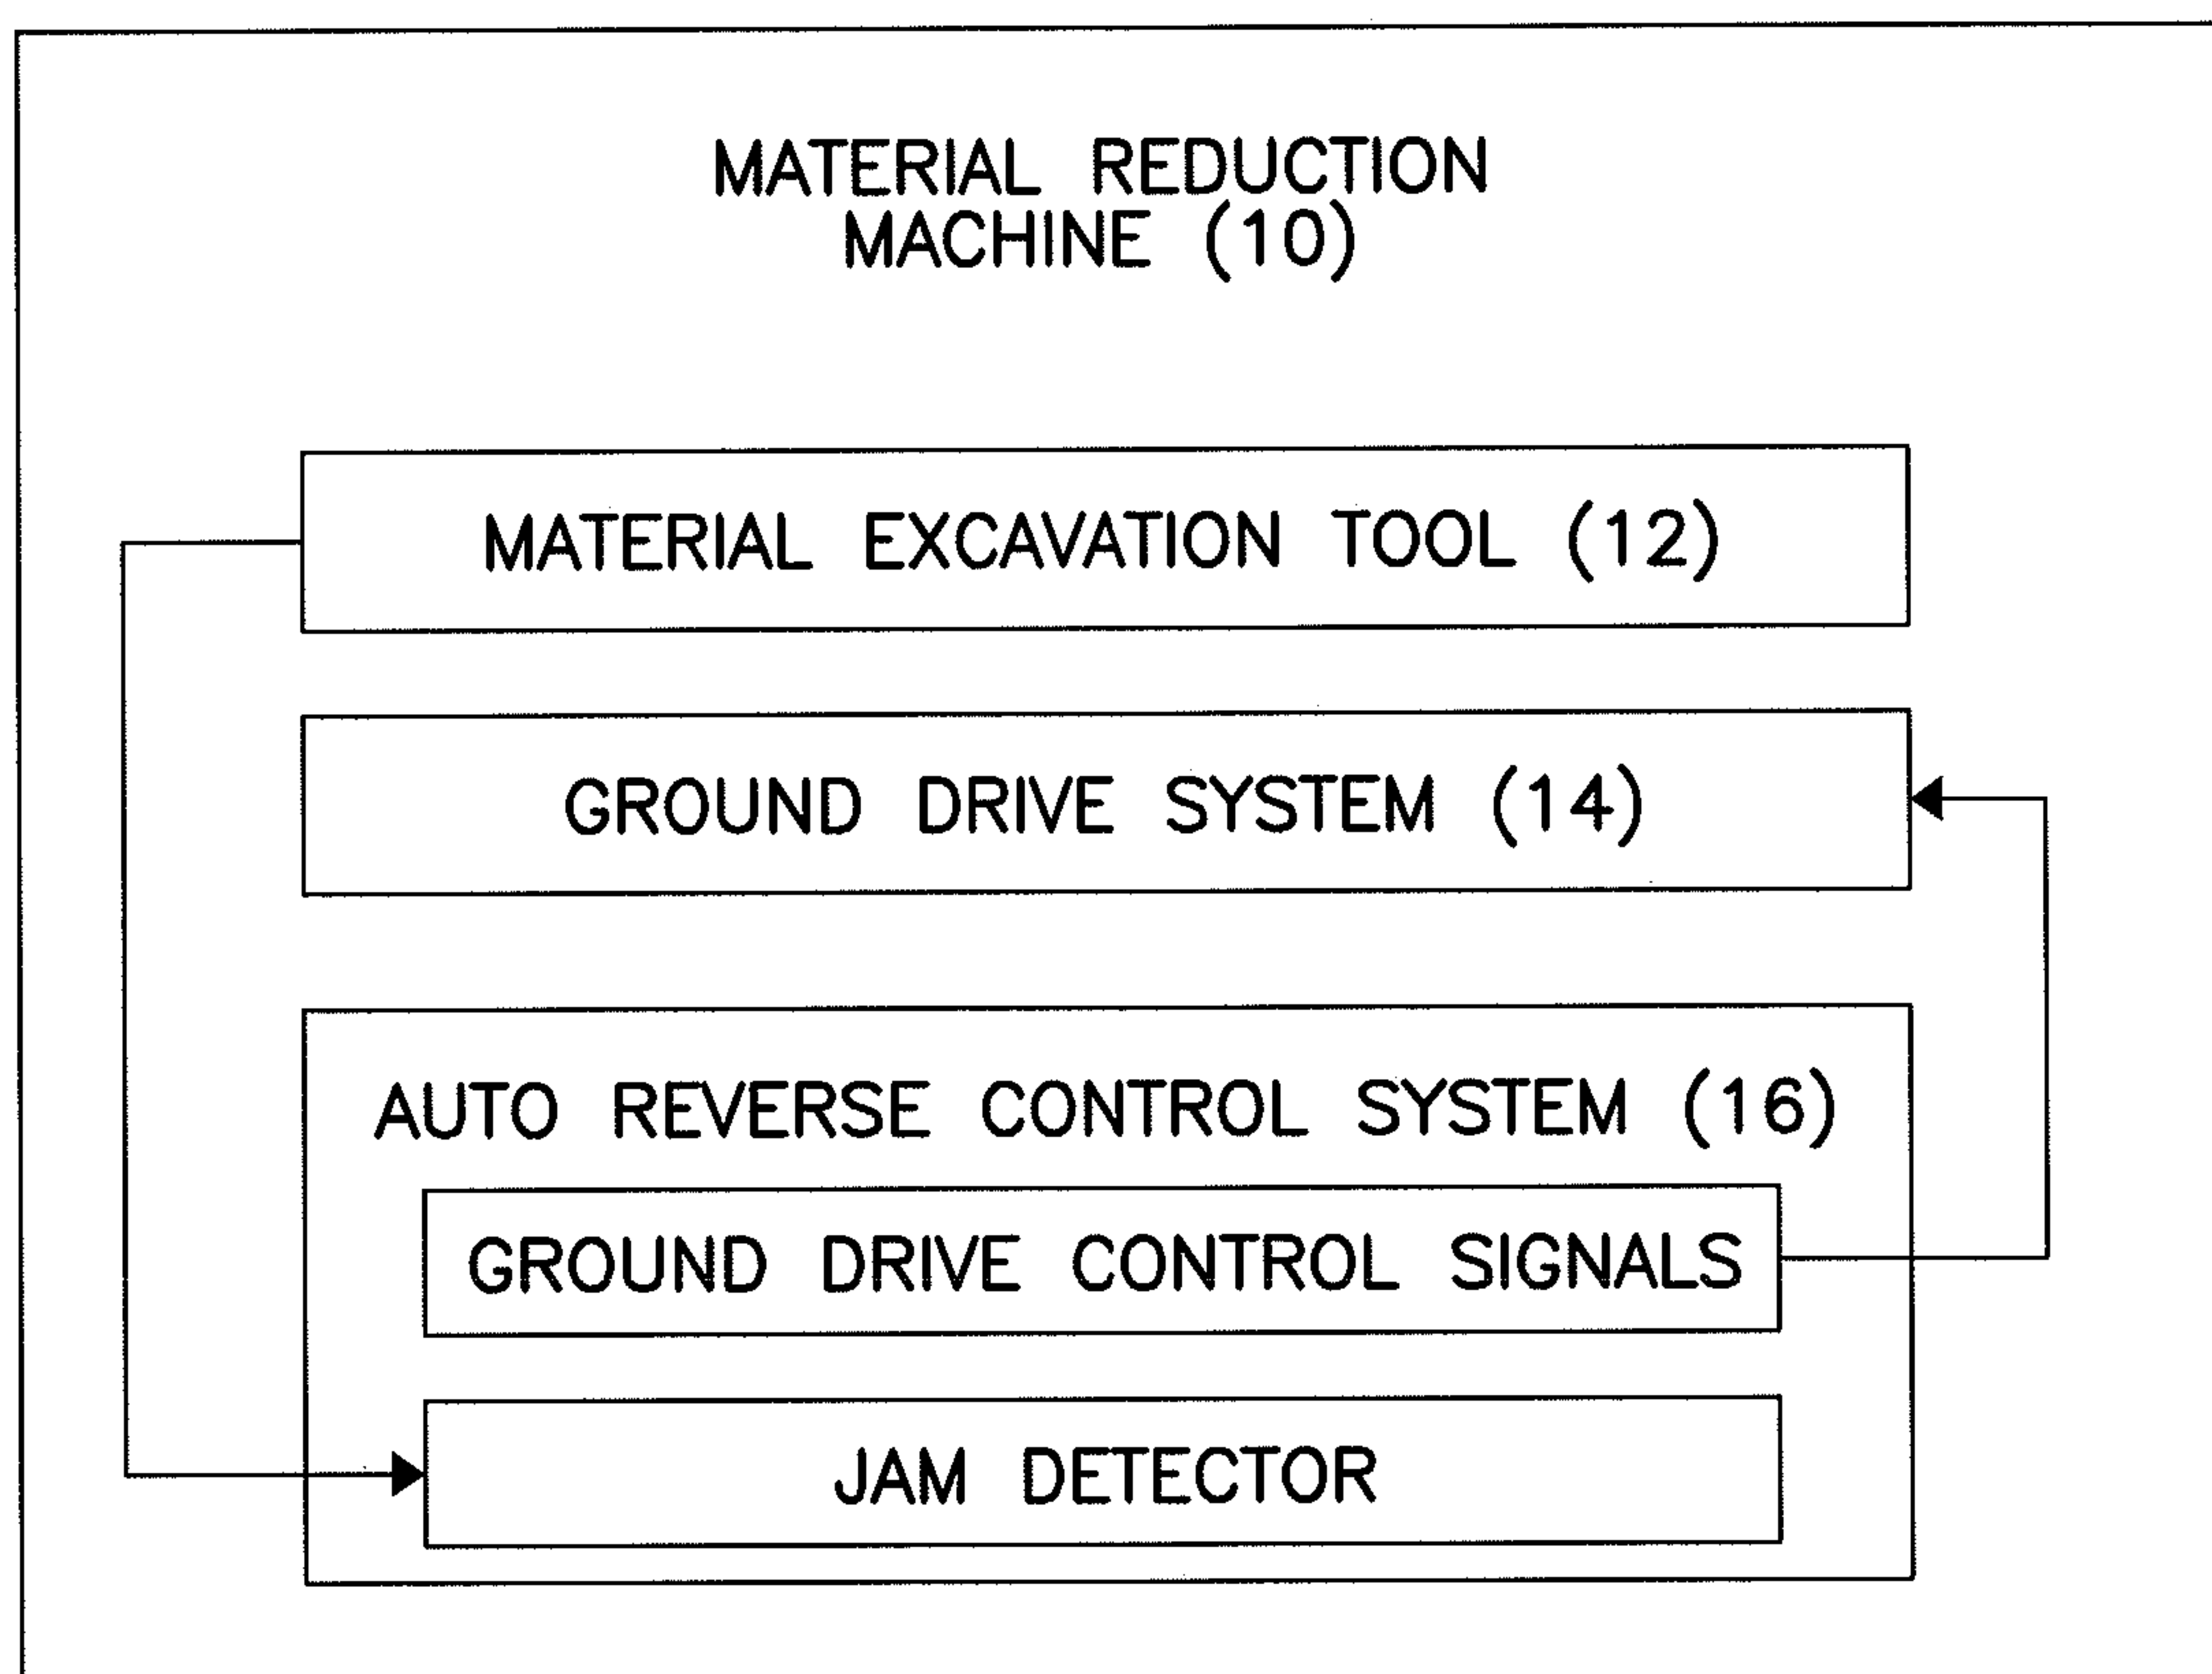 MATERIAL REDUCTION
MACHINE (10)
MATERIAL EXCAVATION TOOL (12)
GROUND DRIVE SYSTEM (14)
AUTO REVERSE CONTROL SYSTEM (16)
GROUND DRIVE CONTROL SIGNALS
JAM DETECTOR